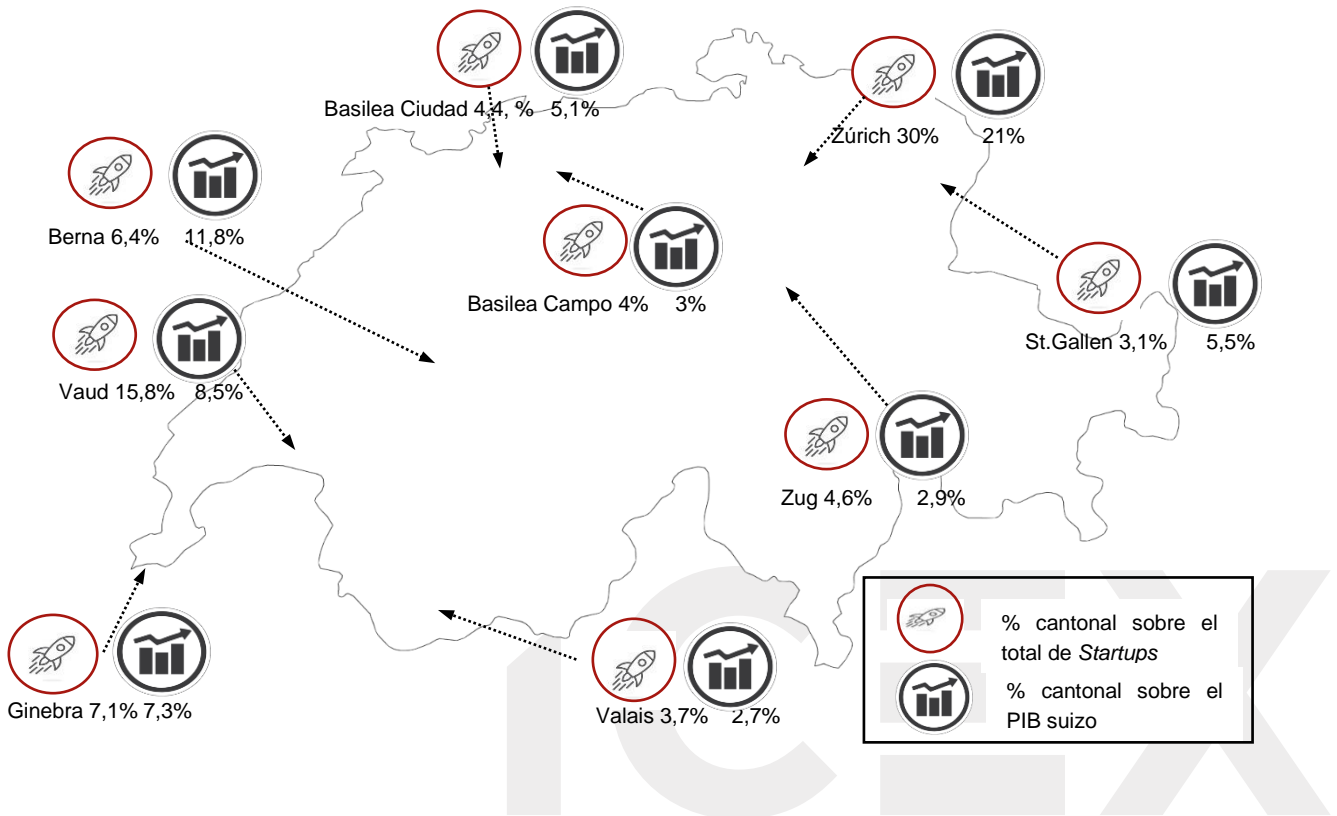 Basilea Ciudad 4,4, % 5,1%
Zúrich 30% 21%
Berna 6,4% 11,8%
Basilea Campo 4% 3%
St.Gallen 3,1% 5,5%
Vaud 15,8% 8,5%
Zug 4,6% 2,9%
Ginebra 7,1% 7,3%
Valais 3,7% 2,7%
% cantonal sobre el
total de Startups
% cantonal sobre el
PIB suizo
ICEX